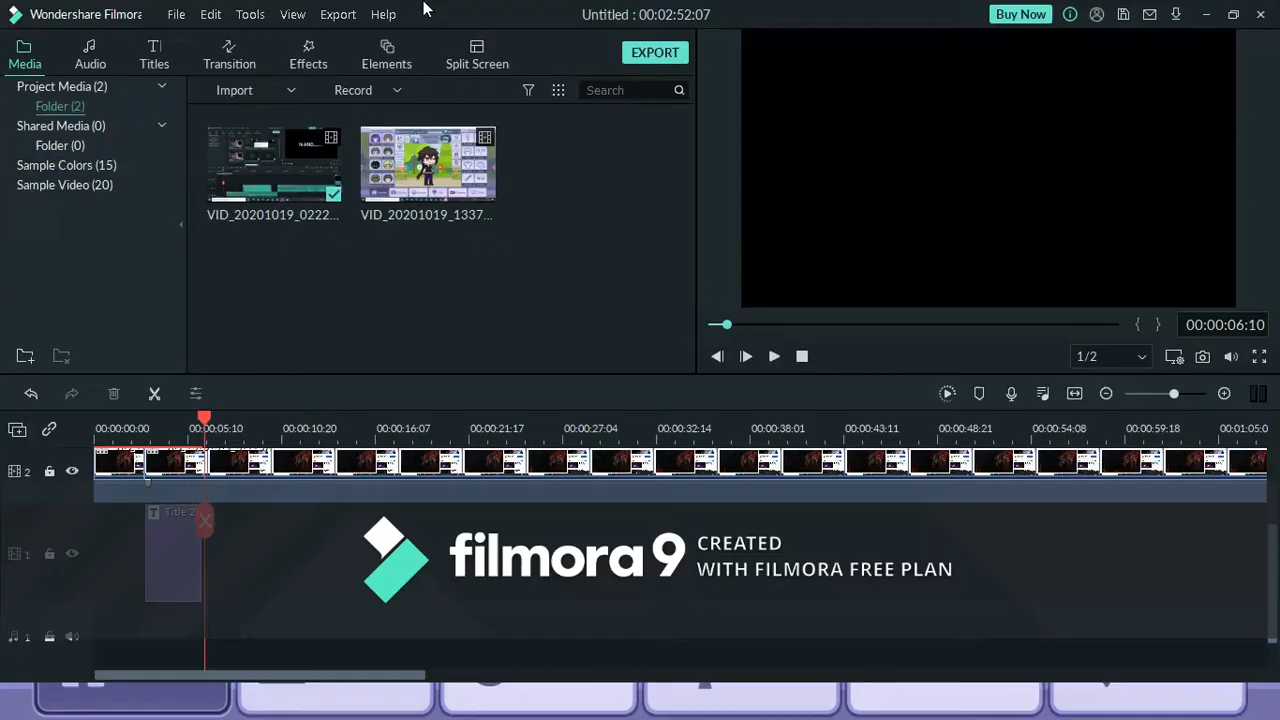 Wondershare Filmora
File Edit Tools View Export Help
Untitled : 00:02:52:07
Buy Now
Media Audio Titles Transition Effects Elements Split Screen
EXPORT
Project Media (2)
Folder (2)
Shared Media (0)
Folder (0)
Sample Colors (15)
Sample Video (20)
Import Record Search
VID_20201019_0222... VID_20201019_1337...
{ } 00:00:06:10
1/2
00:00:00:00 00:00:05:10 00:00:10:20 00:00:16:07 00:00:21:17 00:00:27:04 00:00:32:14 00:00:38:01 00:00:43:11 00:00:48:21 00:00:54:08 00:00:59:18 00:01:05:0
2
T Title 2
1
1
filmora 9
CREATED
WITH FILMORA FREE PLAN